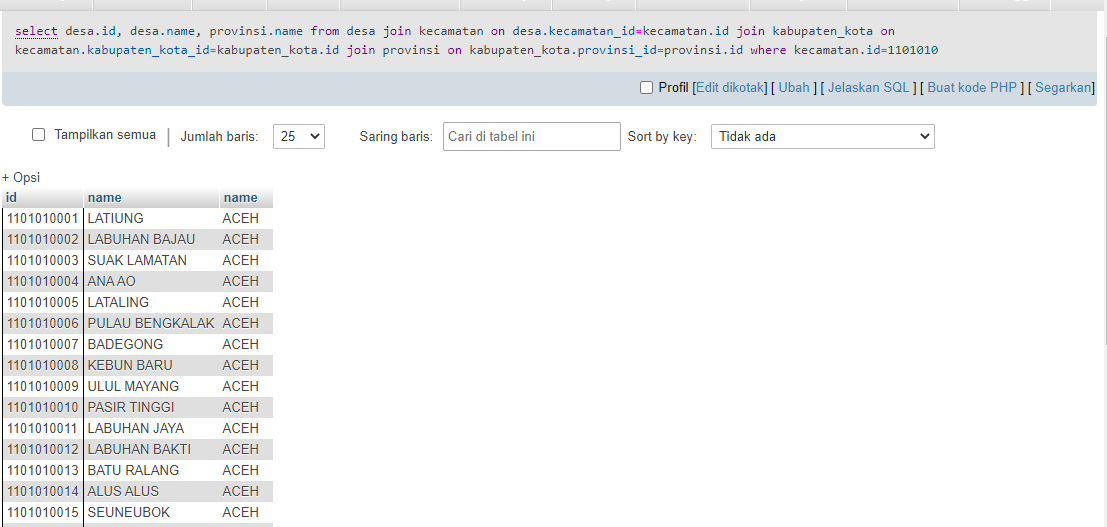 select desa.id, desa.name, provinsi.name from desa join kecamatan on desa.kecamatan_id=kecamatan.id join kabupaten_kota on
kecamatan.kabupaten_kota_id=kabupaten_kota.id join provinsi on kabupaten_kota.provinsi_id=provinsi.id where kecamatan.id=1101010
Profil [Edit dikotak] [ Ubah ] [ Jelaskan SQL ] [ Buat kode PHP ] [ Segarkan]
Tampilkan semua | Jumlah baris: 25 Saring baris: Cari di tabel ini Sort by key: Tidak ada
+ Opsi
id name name
1101010001 LATIUNG ACEH
1101010002 LABUHAN BAJAU ACEH
1101010003 SUAK LAMATAN ACEH
1101010004 ANA AO ACEH
1101010005 LATALING ACEH
1101010006 PULAU BENGKALAK ACEH
1101010007 BADEGONG ACEH
1101010008 KEBUN BARU ACEH
1101010009 ULUL MAYANG ACEH
1101010010 PASIR TINGGI ACEH
1101010011 LABUHAN JAYA ACEH
1101010012 LABUHAN BAKTI ACEH
1101010013 BATU RALANG ACEH
1101010014 ALUS ALUS ACEH
1101010015 SEUNEUBOK ACEH